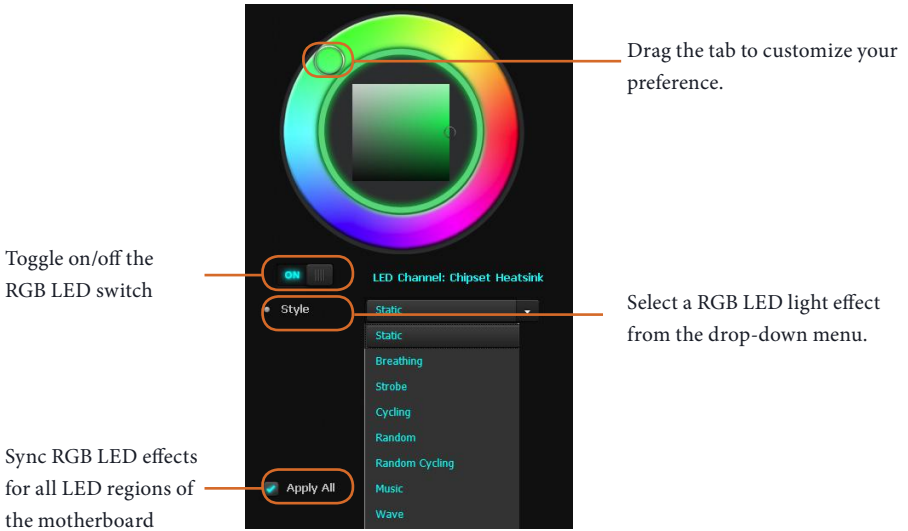 Drag the tab to customize your
preference.
Toggle on/off the
RGB LED switch
ON
LED Channel: Chipset Heatsink
Style
Static
Select a RGB LED light effect
from the drop-down menu.
Static
Breathing
Strobe
Cycling
Random
Random Cycling
Sync RGB LED effects
for all LED regions of
the motherboard
Apply All
Music
Wave